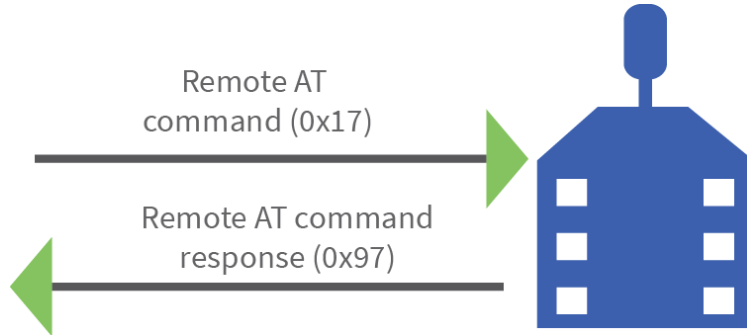 Remote AT
command (0x17)
Remote AT command
response (0x97)